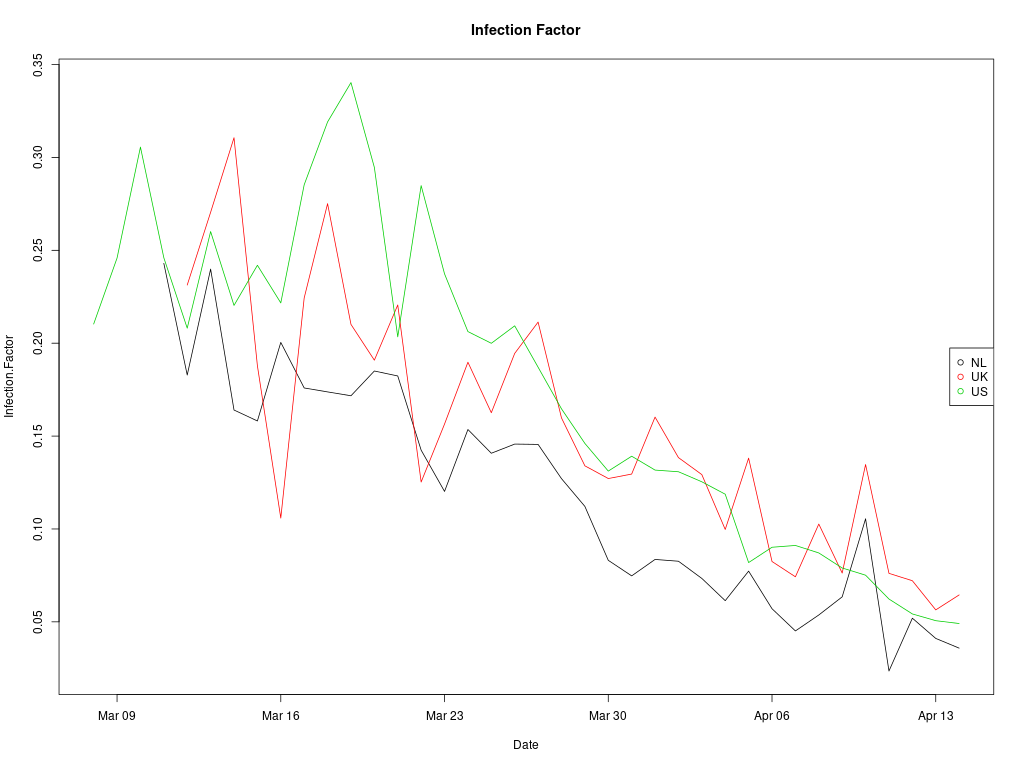 Infection Factor
0.35
0.30
0.25
0.20
0.15
0.10
0.05
Infection.Factor
NL
UK
US
Mar 09 Mar 16 Mar 23 Mar 30 Apr 06 Apr 13
Date